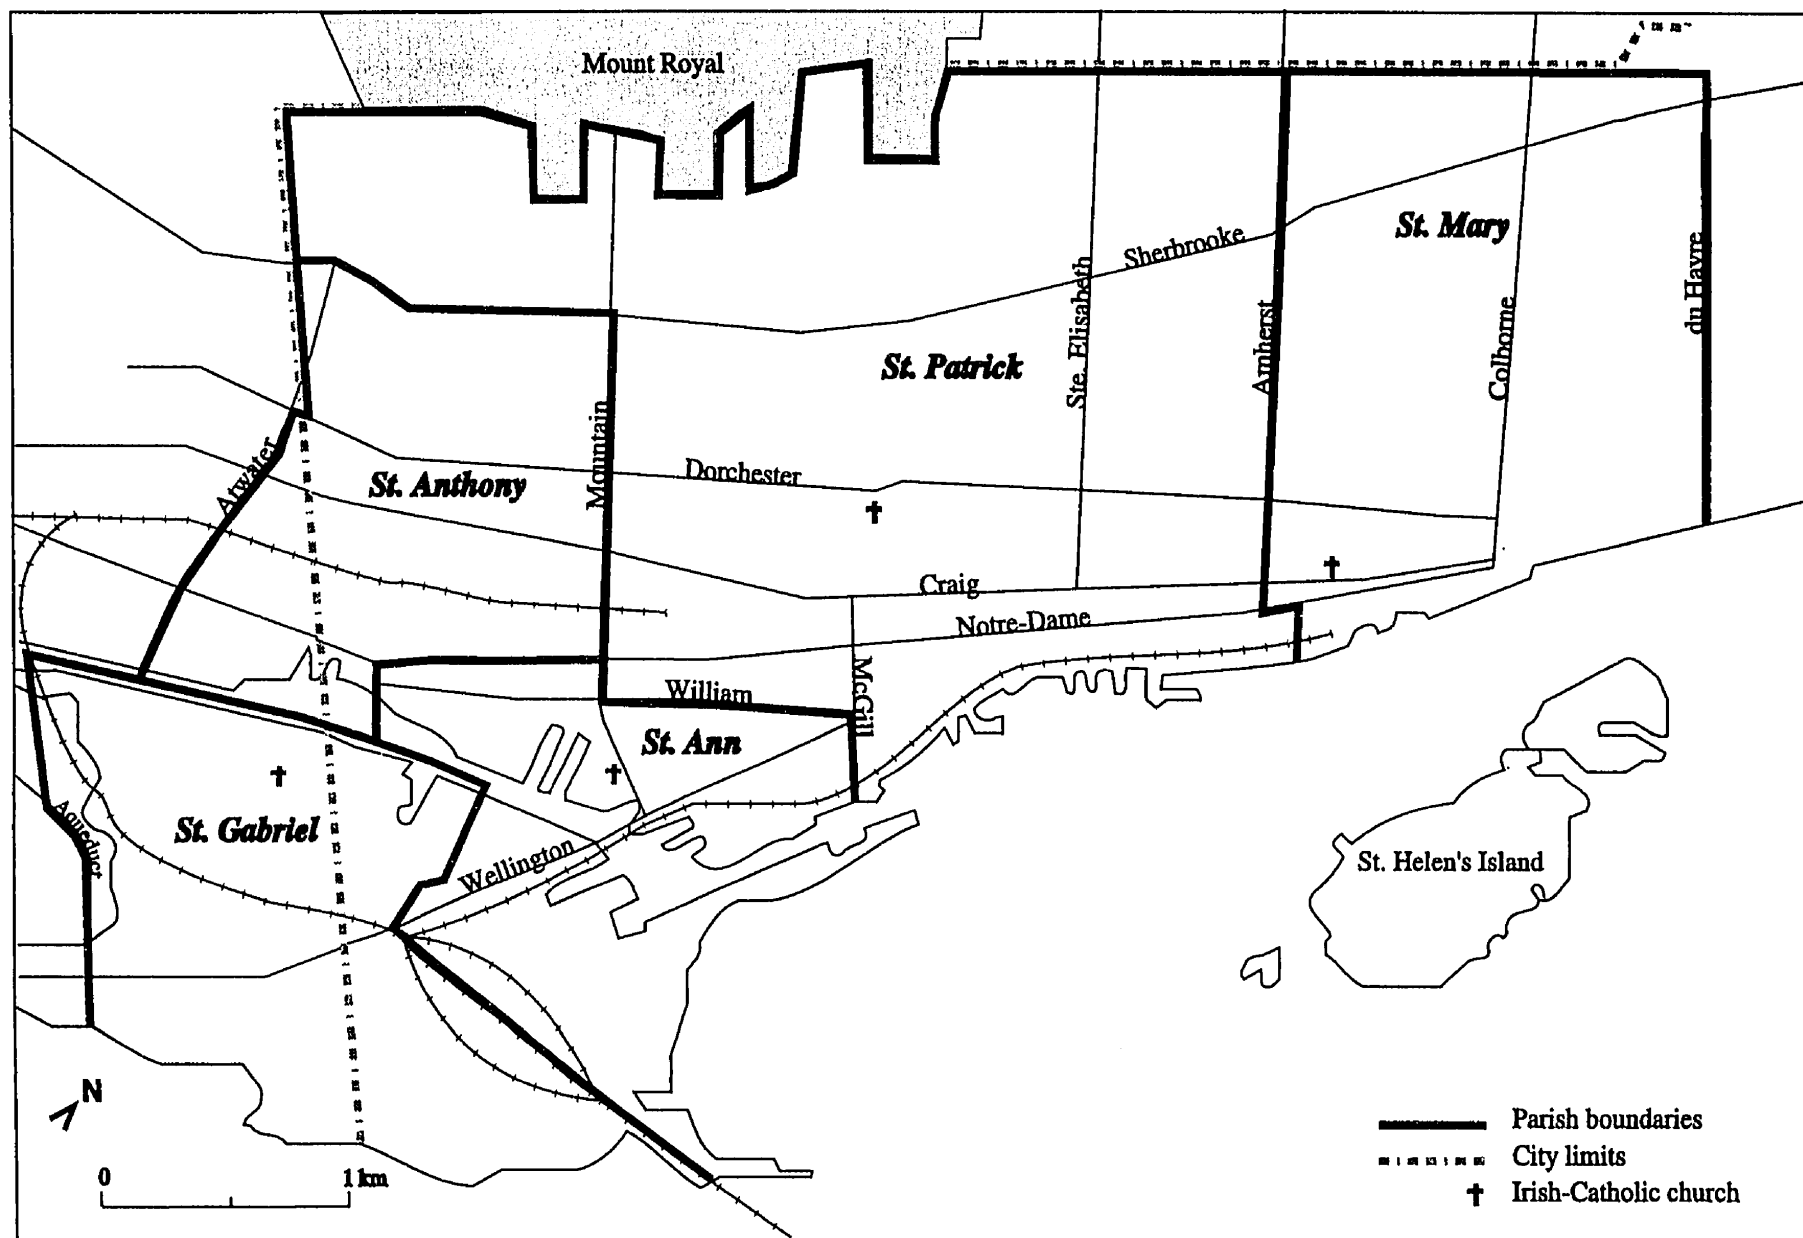 Mount Royal
St. Mary
Sherbrooke
Ste. Elisabeth
du Havre
Amherst
Colborne
St. Patrick
Mountain
Atwater
St. Anthony
Dorchester
Craig
Notre-Dame
William
McGill
St. Ann
Aqueduct
St. Gabriel
Wellington
St. Helen's Island
N
0 1 km
Parish boundaries
City limits
Irish-Catholic church